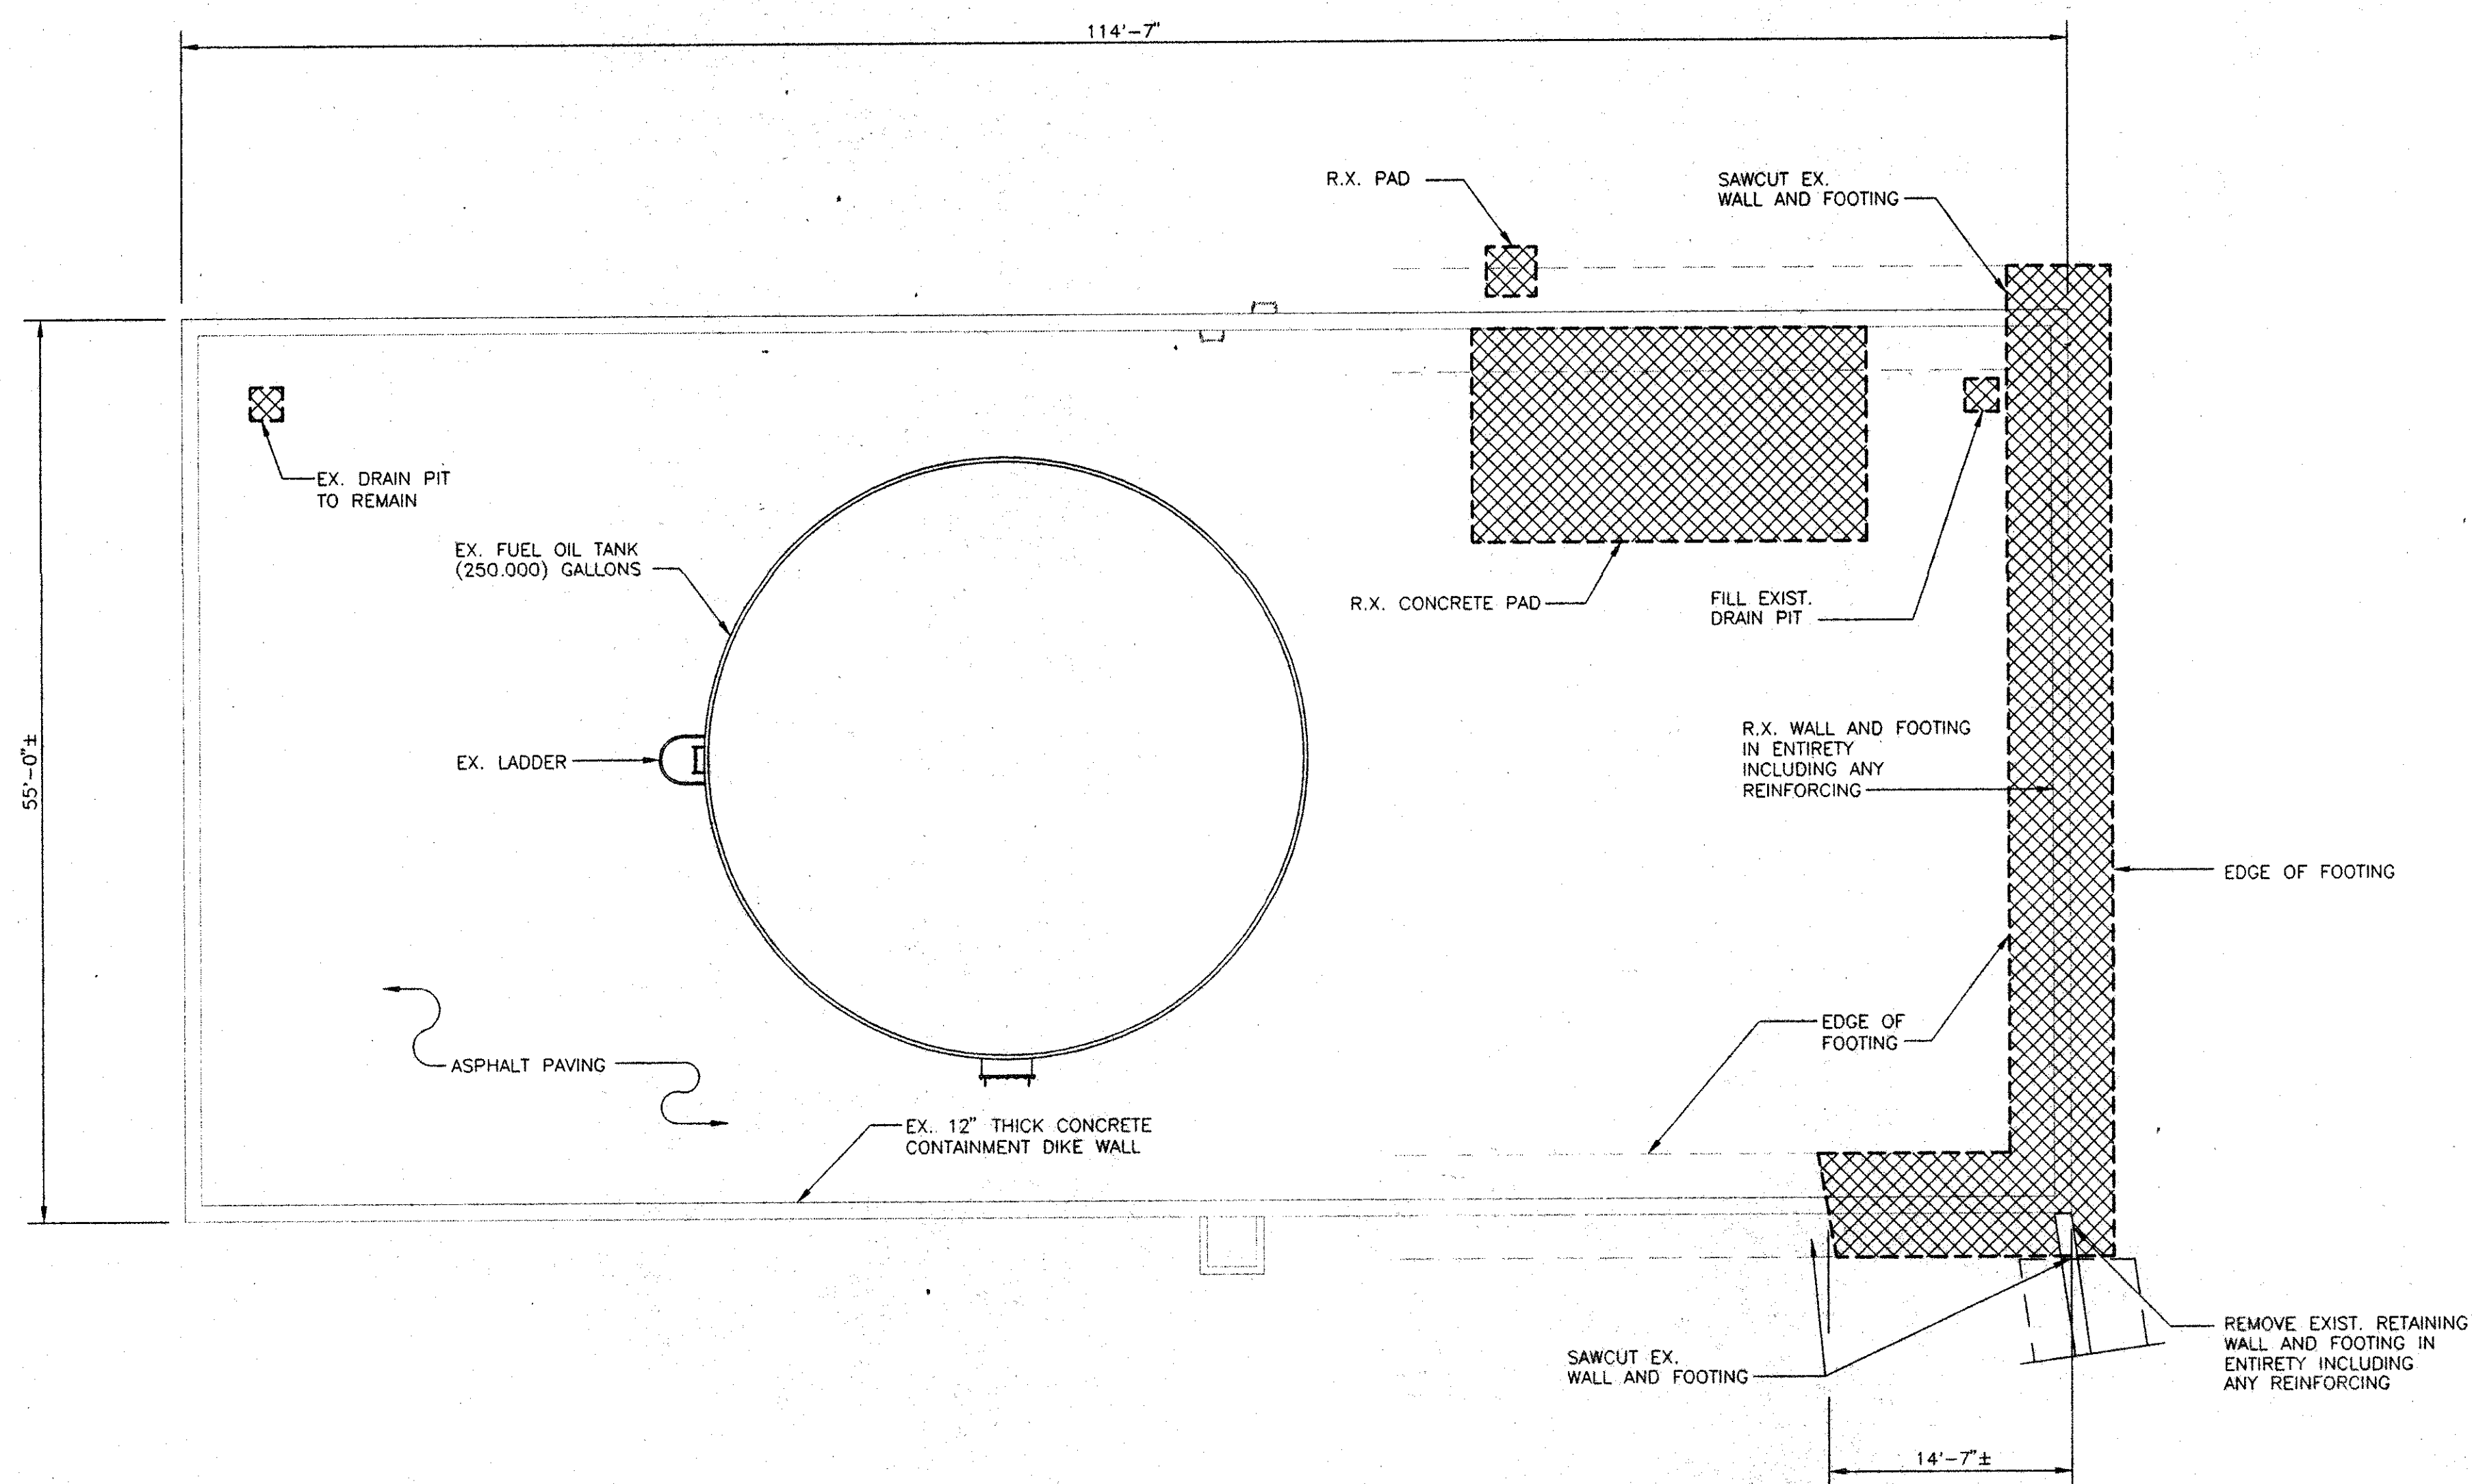 114'-7"
R.X. PAD
SAWCUT EX.
WALL AND FOOTING
EX. DRAIN PIT
TO REMAIN
EX. FUEL OIL TANK
(250.000) GALLONS
R.X. CONCRETE PAD
FILL EXIST.
DRAIN PIT
55'-0"±
EX. LADDER
R.X. WALL AND FOOTING
IN ENTIRETY
INCLUDING ANY
REINFORCING
EDGE OF FOOTING
EDGE OF
FOOTING
ASPHALT PAVING
EX. 12" THICK CONCRETE
CONTAINMENT DIKE WALL
SAWCUT EX.
WALL AND FOOTING
REMOVE EXIST. RETAINING
WALL AND FOOTING IN
ENTIRETY INCLUDING
ANY REINFORCING
14'-7"±